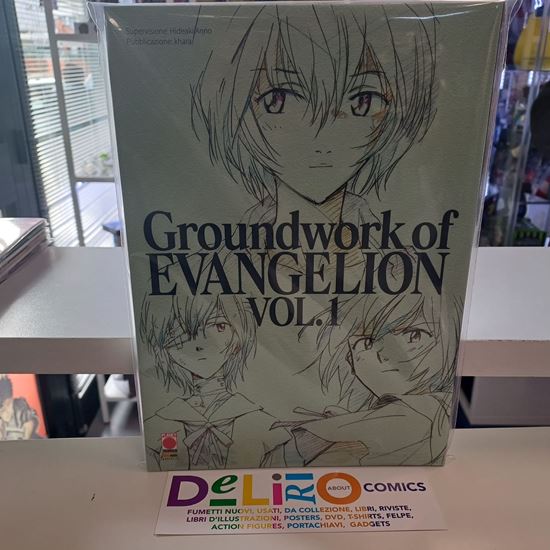 Supervisione: Hideaki Anno
Pubblicazione: khara
Groundwork of
EVANGELION
VOL.1
DeLiRiO ABOUT COMICS
FUMETTI NUOVI, USATI, DA COLLEZIONE, LIBRI, RIVISTE,
LIBRI D'ILLUSTRAZIONI, POSTERS, DVD, T-SHIRTS, FELPE,
ACTION FIGURES, PORTACHIAVI, GADGETS